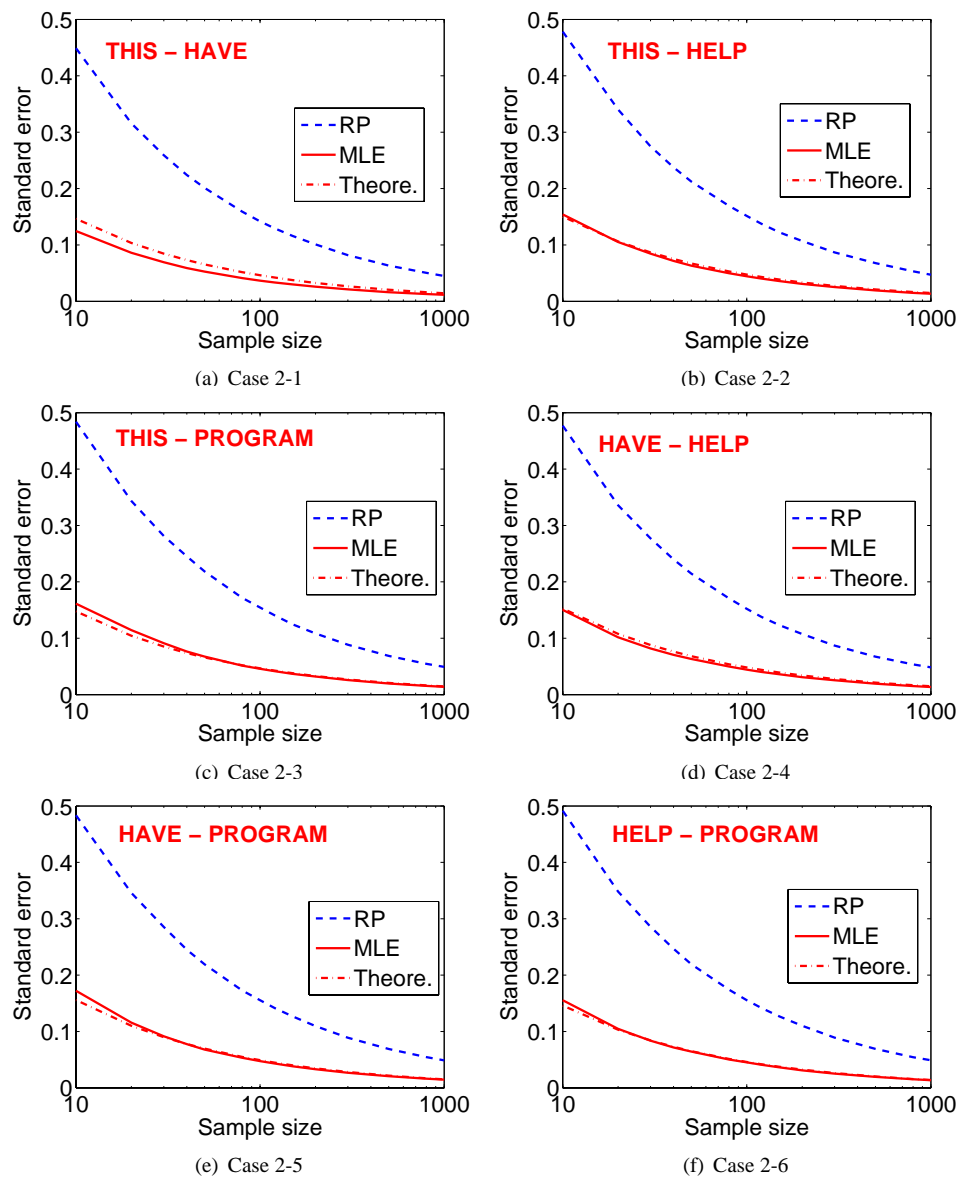 THIS – HAVE
0.5
0.4
0.3
0.2
0.1
0
Standard error
RP
MLE
Theore.
10
100
1000
Sample size
(a) Case 2-1
THIS – HELP
0.5
0.4
0.3
0.2
0.1
0
Standard error
RP
MLE
Theore.
10
100
1000
Sample size
(b) Case 2-2
THIS – PROGRAM
0.5
0.4
0.3
0.2
0.1
0
Standard error
RP
MLE
Theore.
10
100
1000
Sample size
(c) Case 2-3
HAVE – HELP
0.5
0.4
0.3
0.2
0.1
0
Standard error
RP
MLE
Theore.
10
100
1000
Sample size
(d) Case 2-4
HAVE – PROGRAM
0.5
0.4
0.3
0.2
0.1
0
Standard error
RP
MLE
Theore.
10
100
1000
Sample size
(e) Case 2-5
HELP – PROGRAM
0.5
0.4
0.3
0.2
0.1
0
Standard error
RP
MLE
Theore.
10
100
1000
Sample size
(f) Case 2-6